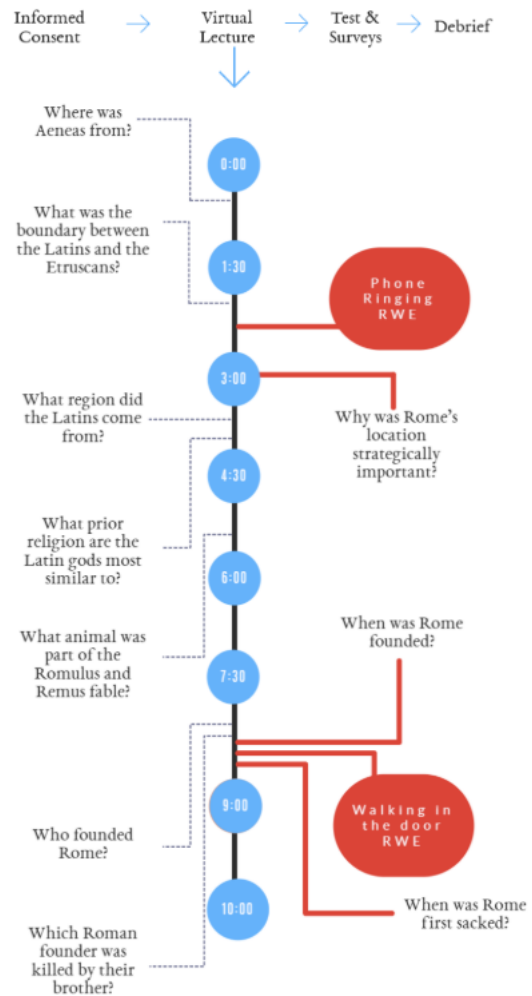 Informed
Consent
Virtual
Lecture
Test &
Surveys
Debrief
Where was
Aeneas from?
0:00
What was the
boundary between
the Latins and the
Etruscans?
1:30
Phone
Ringing
RWE
3:00
What region did
the Latins come
from?
Why was Rome's
location
strategically
important?
4:30
What prior
religion are the
Latin gods most
similar to?
6:00
What animal was
part of the
Romulus and
Remus fable?
When was Rome
founded?
7:30
9:00
Walking in
the door
RWE
Who founded
Rome?
10:00
When was Rome
first sacked?
Which Roman
founder was
killed by their
brother?